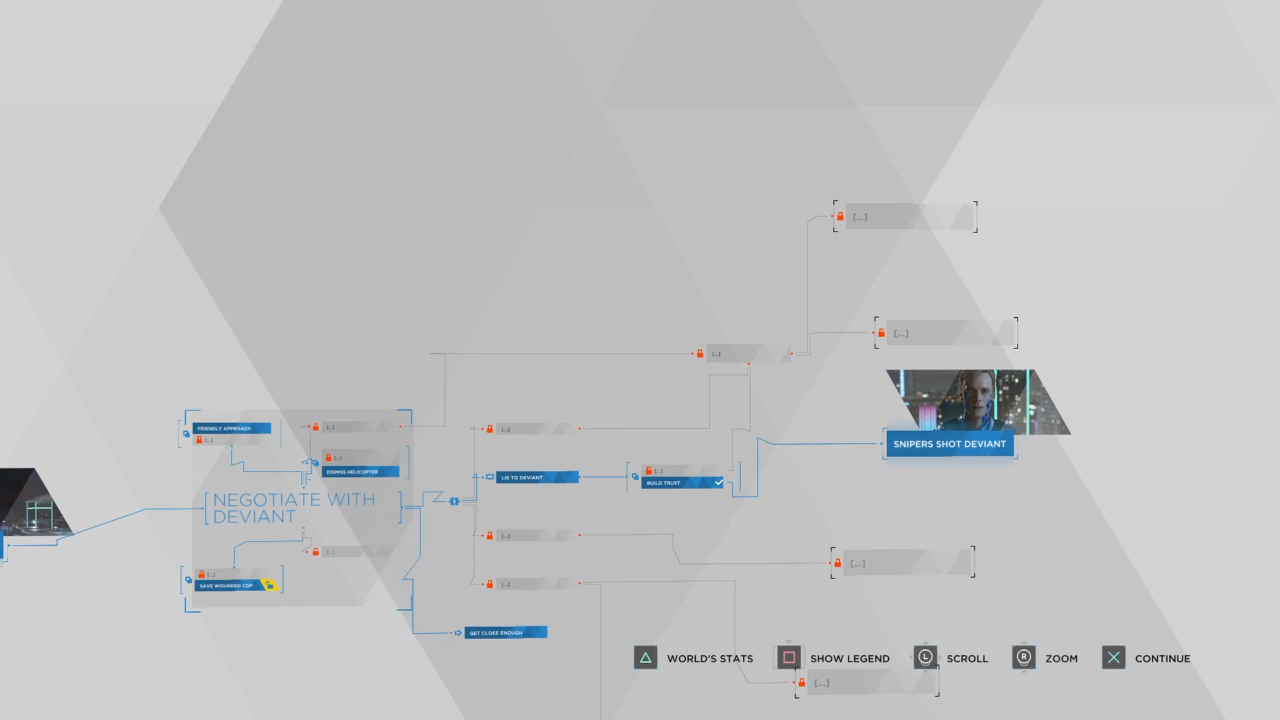 [...]
[...]
[...]
FRIENDLY APPROACH
[...]
[...]
[...]
SNIPERS SHOT DEVIANT
[...]
DISMISS HELICOPTER
LIE TO DEVIANT
[...]
BUILD TRUST
NEGOTIATE WITH
DEVIANT
[...]
[...]
[...]
[...]
SAVE WOUNDED COP
[...]
GET CLOSE ENOUGH
WORLD'S STATS
SHOW LEGEND
L
SCROLL
R
ZOOM
CONTINUE
[...]